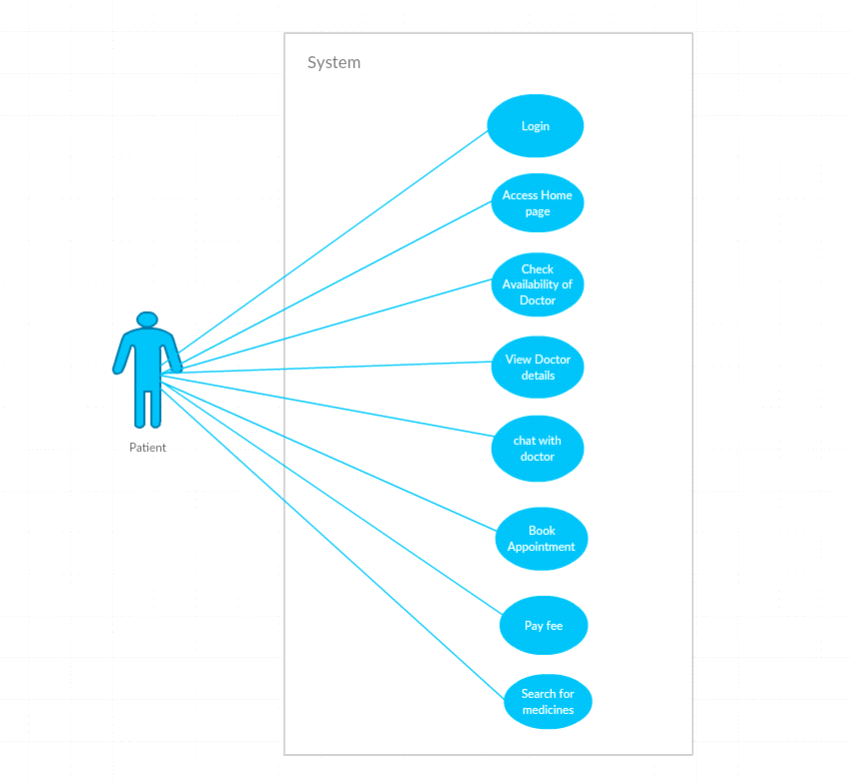 System
Login
Access Home
page
Check
Availability of
Doctor
View Doctor
details
Patient
chat with
doctor
Book
Appointment
Pay fee
Search for
medicines